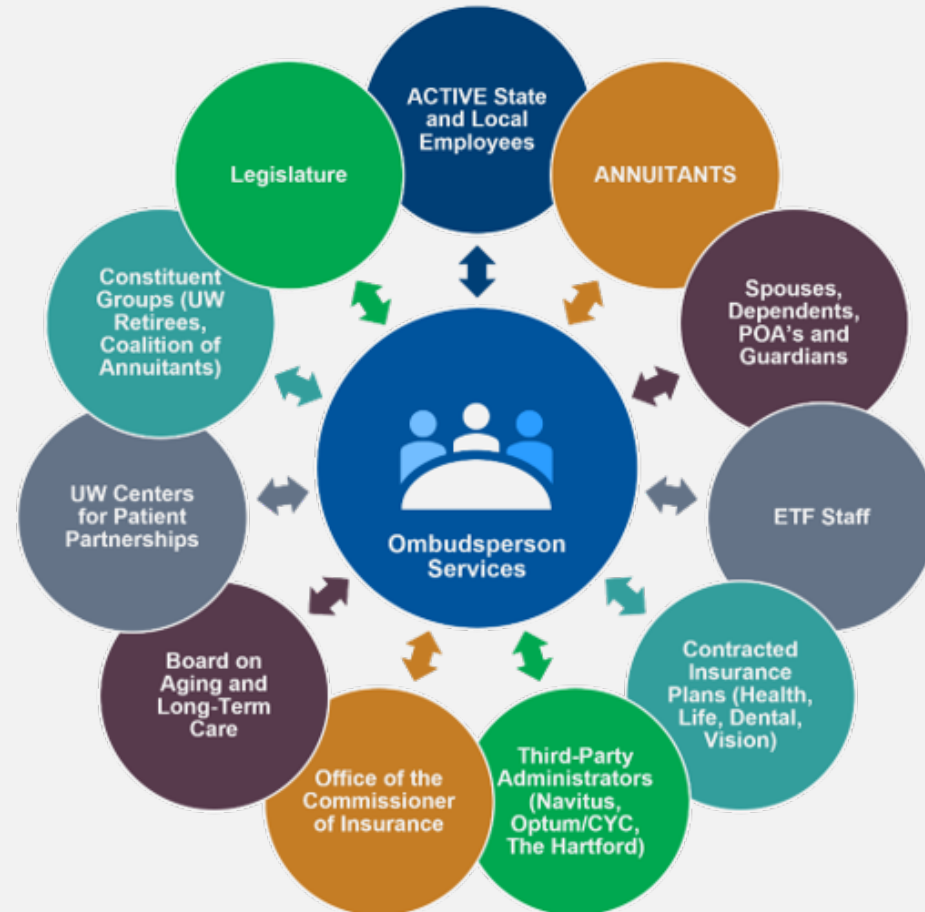 ACTIVE State
and Local
Employees
ANNUITANTS
Spouses,
Dependents,
POA's and
Guardians
ETF Staff
Contracted
Insurance
Plans (Health,
Life, Dental,
Vision)
Third-Party
Administrators
(Navitus,
Optum/CYC,
The Hartford)
Office of the
Commissioner
of Insurance
Board on
Aging and
Long-Term
Care
UW Centers
for Patient
Partnerships
Constituent
Groups (UW
Retirees,
Coalition of
Annuitants)
Legislature
Ombudsperson
Services